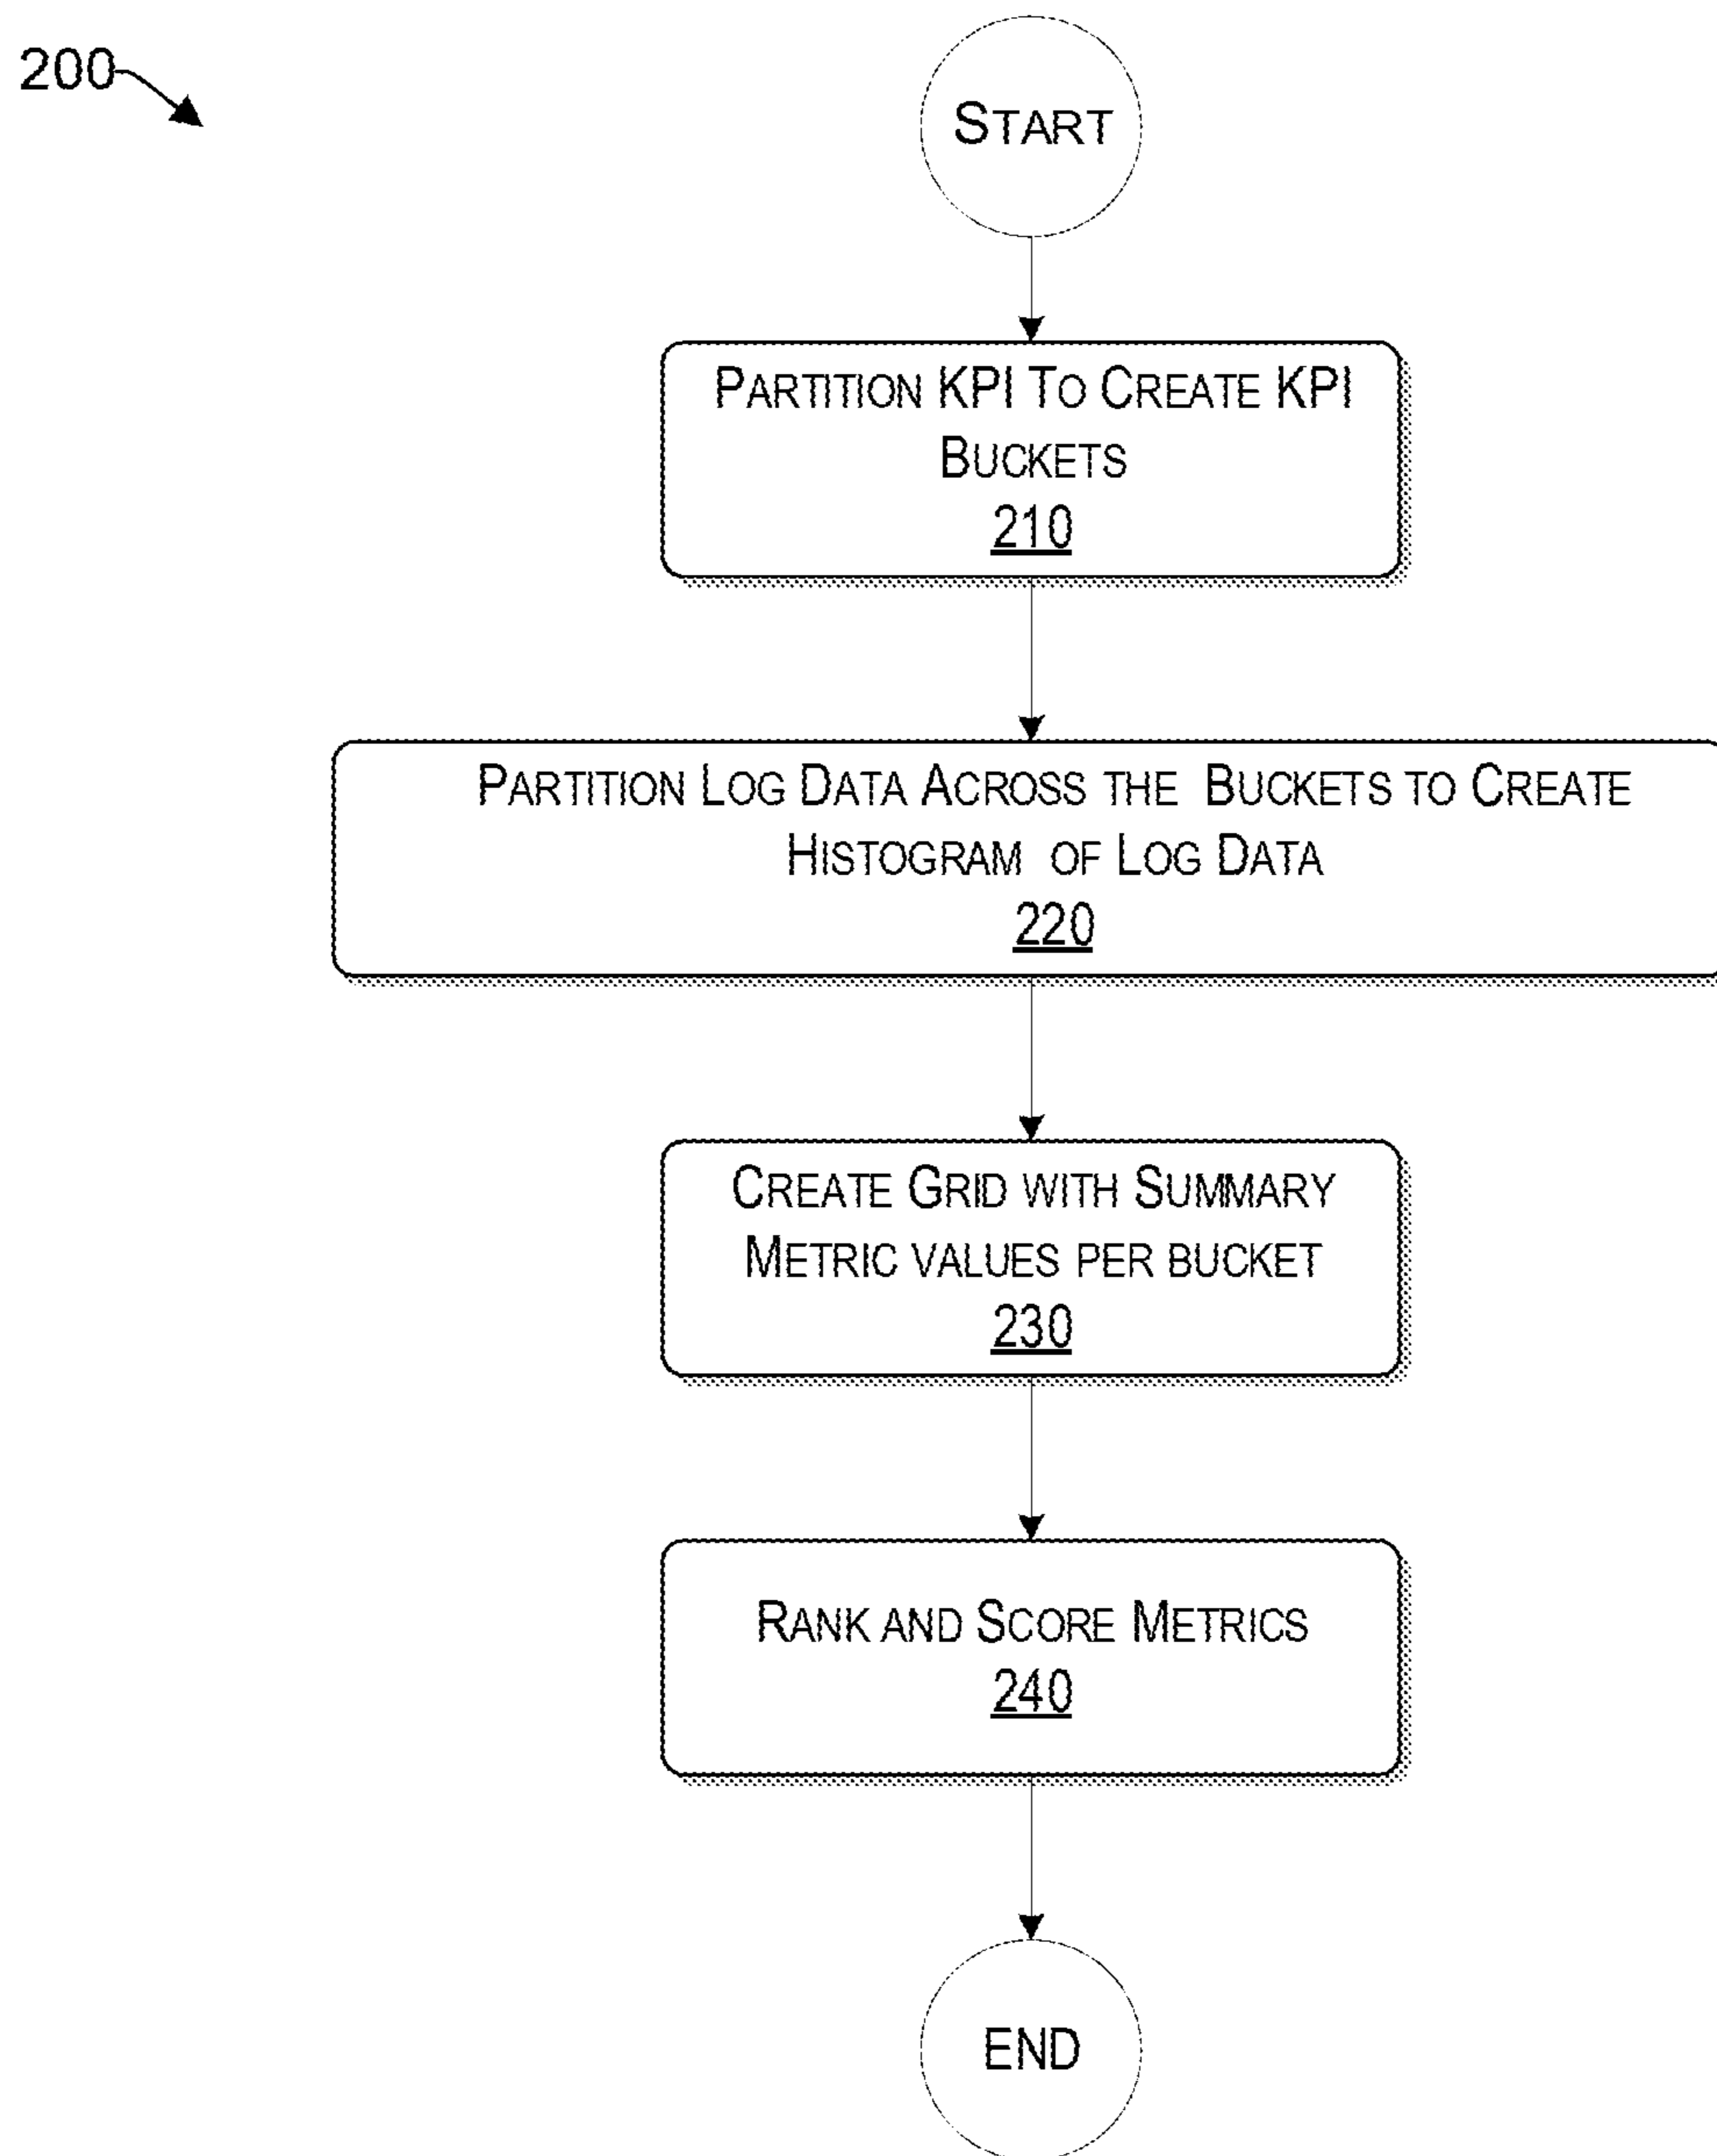 200
START
PARTITION KPI TO CREATE KPI
BUCKETS
210
PARTITION LOG DATA ACROSS THE BUCKETS TO CREATE
HISTOGRAM OF LOG DATA
220
CREATE GRID WITH SUMMARY
METRIC VALUES PER BUCKET
230
RANK AND SCORE METRICS
240
END